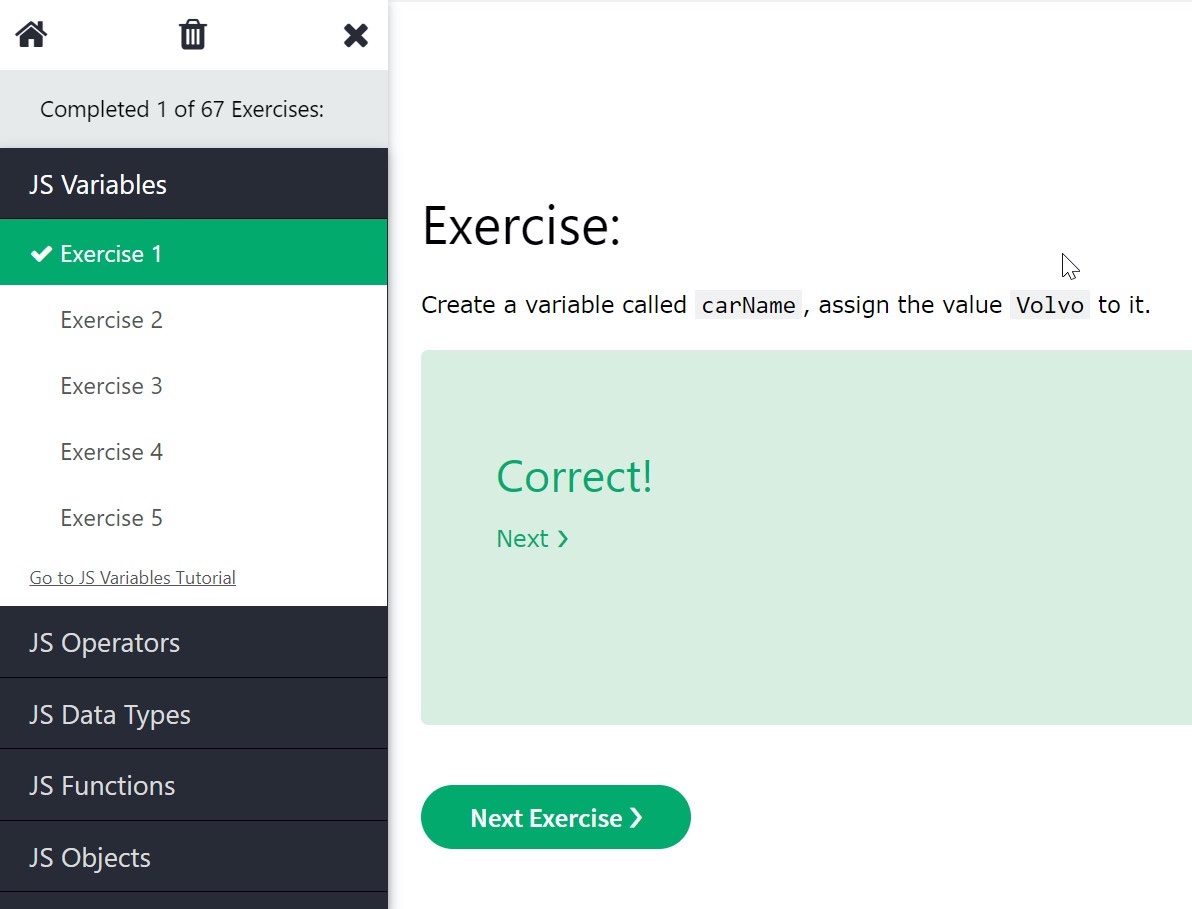 Completed 1 of 67 Exercises:
JS Variables
Exercise 1
Exercise 2
Exercise 3
Exercise 4
Exercise 5
Go to JS Variables Tutorial
JS Operators
JS Data Types
JS Functions
JS Objects
Exercise:
Create a variable called carName, assign the value Volvo to it.
Correct!
Next ❯
Next Exercise ❯